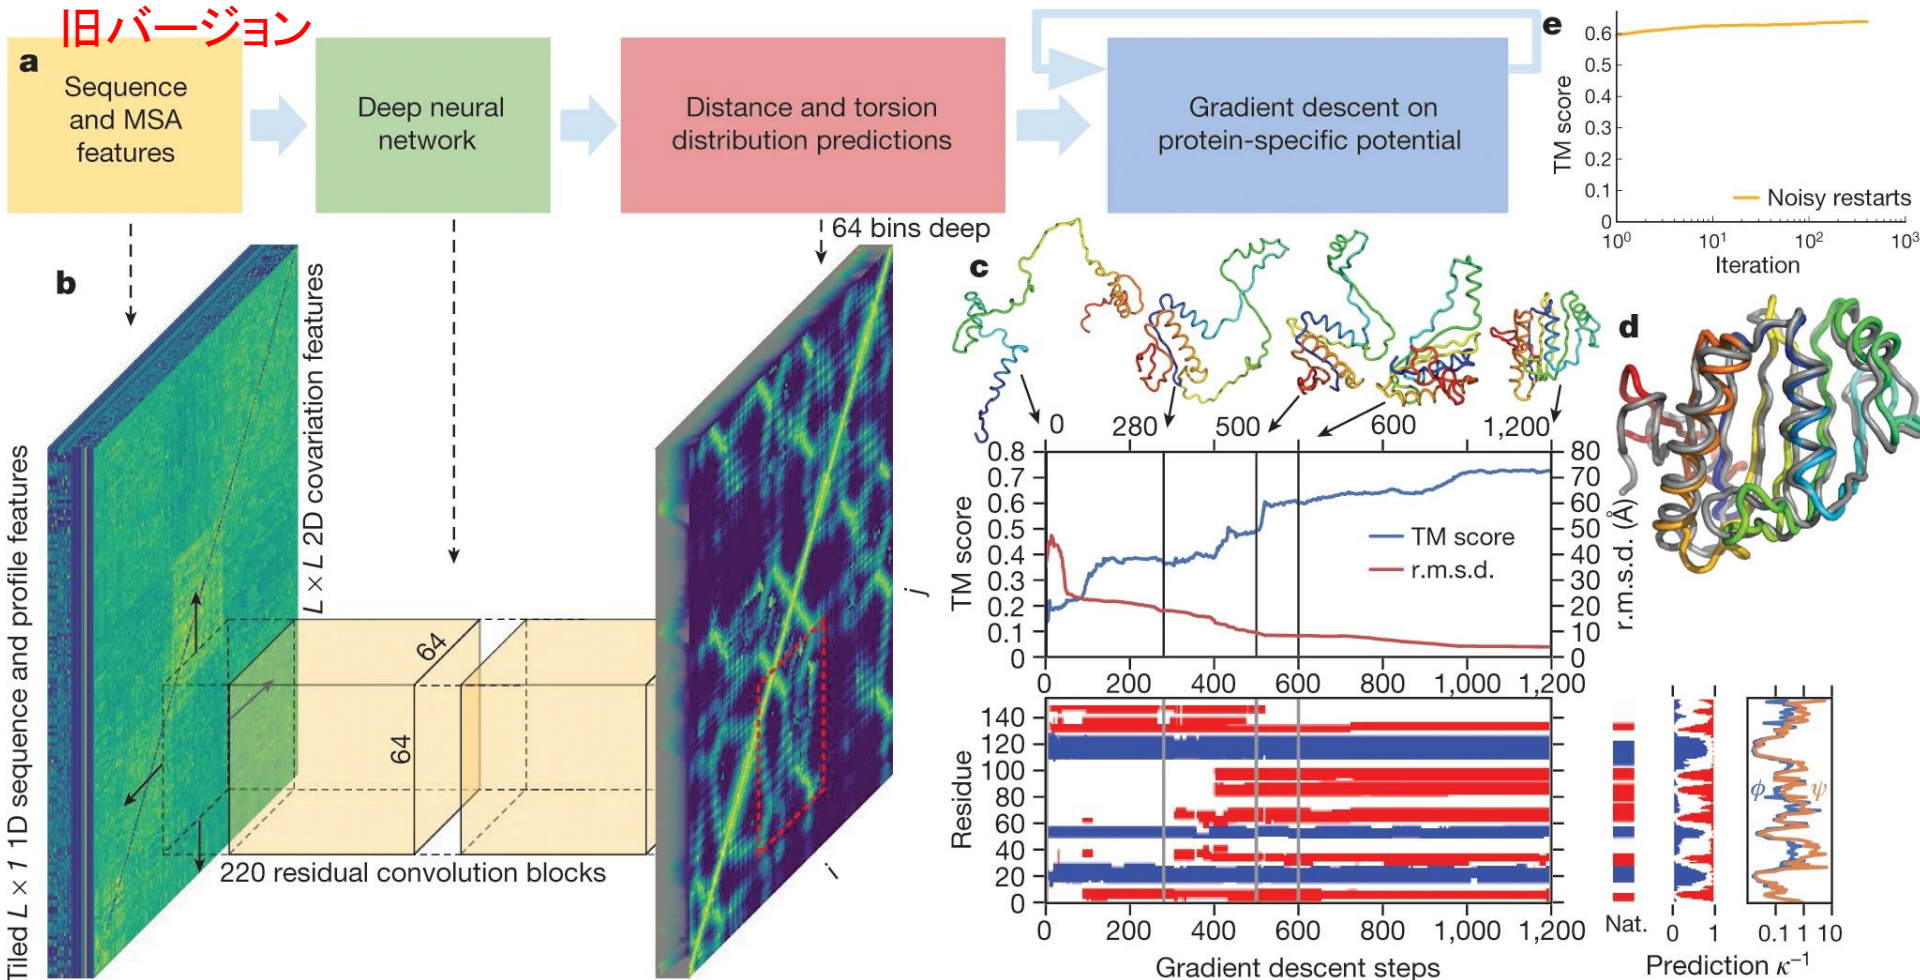 旧バージョン
a
Sequence
and MSA
features
Deep neural
network
Distance and torsion
distribution predictions
Gradient descent on
protein-specific potential
e
TM score
0.6
0.5
0.4
0.3
0.2
0.1
0
Noisy restarts
10⁰ 10¹ 10² 10³
Iteration
b
Tiled L × 1 1D sequence and profile features
L × L 2D covariation features
64
64
220 residual convolution blocks
64 bins deep
j
i
c
0 280 500 600 1,200
TM score
0.8
0.7
0.6
0.5
0.4
0.3
0.2
0.1
0
80
70
60
50
40
30
20
10
0
r.m.s.d. (Å)
TM score
r.m.s.d.
0 200 400 600 800 1,000 1,200
Residue
140
120
100
80
60
40
20
0
0 200 400 600 800 1,000 1,200
Gradient descent steps
d
Nat.
0 1
Prediction
ϕ ψ
0.1 1 10
κ⁻¹